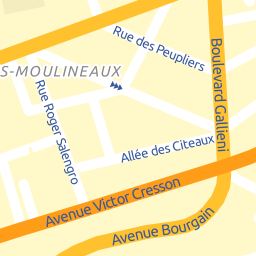 Rue des Peupliers
S-MOULINEAUX
Boulevard Gallieni
Rue Roger Salengro
Allée des Citeaux
Avenue Victor Cresson
Avenue Bourgain